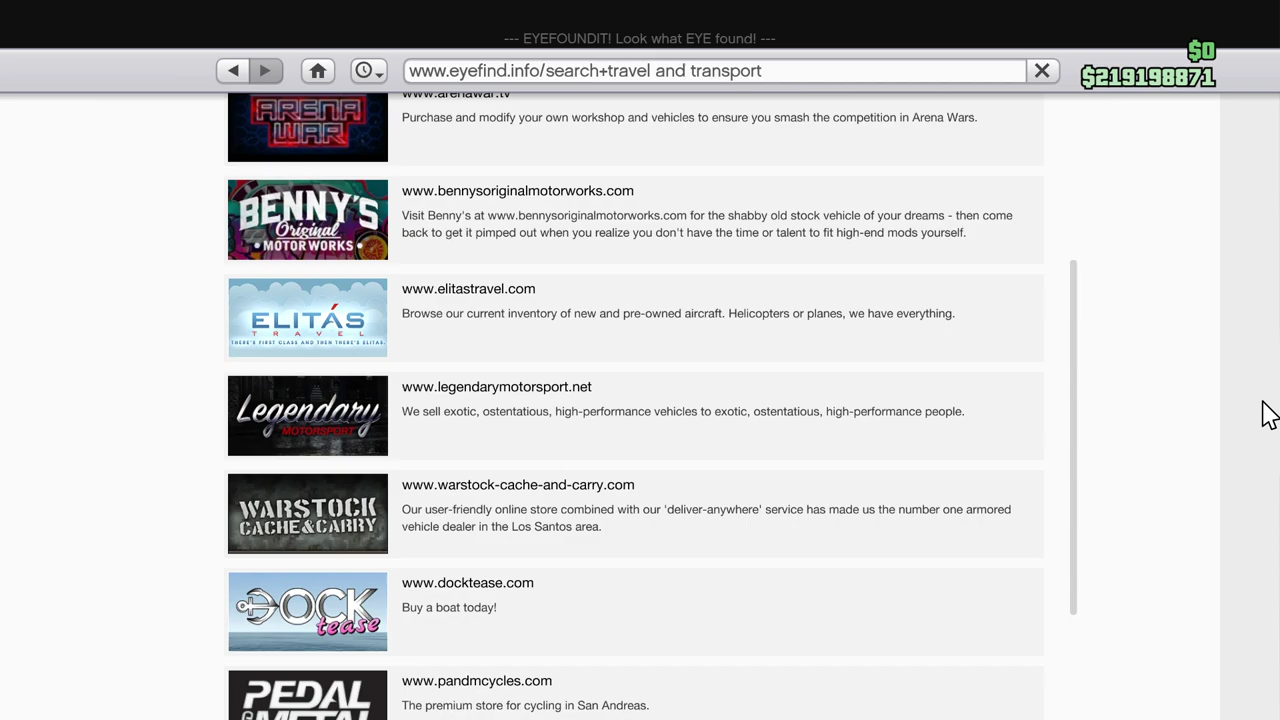 --- EYEFOUNDIT! Look what EYE found! ---
$0
www.eyefind.info/search+travel and transport
$219198871
www.arenawar.tv
ARENA
WAR
Purchase and modify your own workshop and vehicles to ensure you smash the competition in Arena Wars.
BENNY'S
Original
MOTOR WORKS
www.bennysoriginalmotorworks.com
Visit Benny's at www.bennysoriginalmotorworks.com for the shabby old stock vehicle of your dreams - then come
back to get it pimped out when you realize you don't have the time or talent to fit high-end mods yourself.
ELITÁS
TRAVEL
THERE'S FIRST CLASS AND THEN THERE'S ELITAS.
www.elitastravel.com
Browse our current inventory of new and pre-owned aircraft. Helicopters or planes, we have everything.
Legendary
MOTORSPORT
www.legendarymotorsport.net
We sell exotic, ostentatious, high-performance vehicles to exotic, ostentatious, high-performance people.
WARSTOCK
CACHE&CARRY
www.warstock-cache-and-carry.com
Our user-friendly online store combined with our 'deliver-anywhere' service has made us the number one armored
vehicle dealer in the Los Santos area.
DOCK
tease
www.docktease.com
Buy a boat today!
PEDAL
METAL
www.pandmcycles.com
The premium store for cycling in San Andreas.